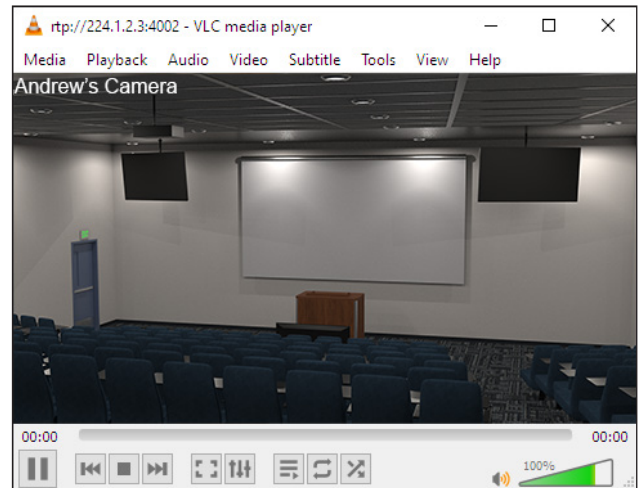 rtp://224.1.2.3:4002 - VLC media player
Media Playback Audio Video Subtitle Tools View Help
Andrew's Camera
00:00 00:00
100%